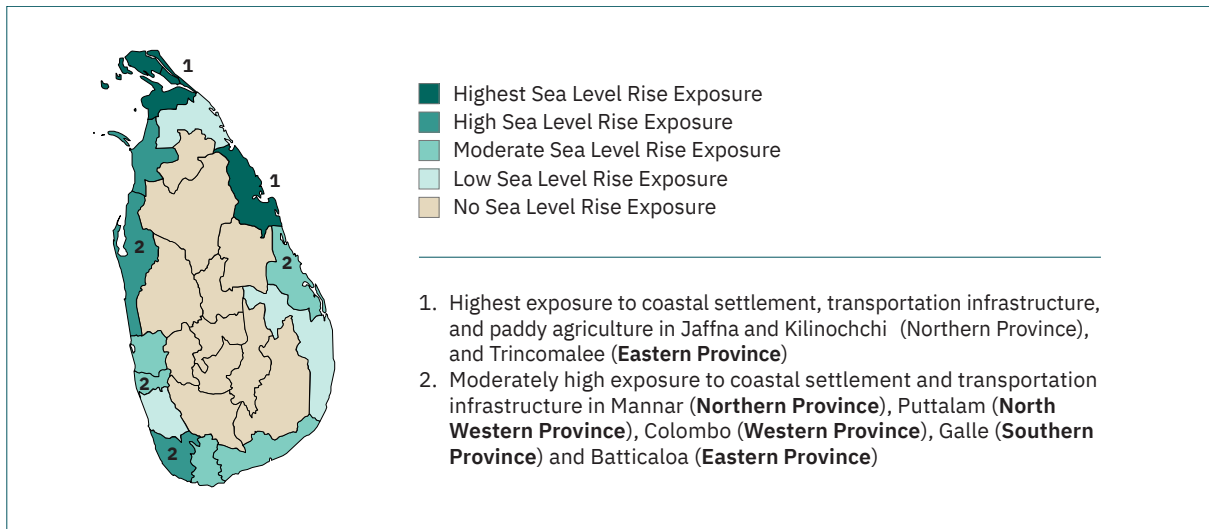 1
1
2
2
2
2
Highest Sea Level Rise Exposure
High Sea Level Rise Exposure
Moderate Sea Level Rise Exposure
Low Sea Level Rise Exposure
No Sea Level Rise Exposure
1. Highest exposure to coastal settlement, transportation infrastructure,
and paddy agriculture in Jaffna and Kilinochchi (Northern Province),
and Trincomalee (Eastern Province)
2. Moderately high exposure to coastal settlement and transportation
infrastructure in Mannar (Northern Province), Puttalam (North
Western Province), Colombo (Western Province), Galle (Southern
Province) and Batticaloa (Eastern Province)